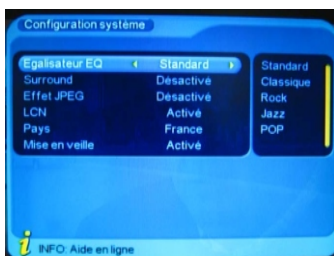 Configuration système
Egalisateur EQ Standard
Surround Désactivé
Effet JPEG Désactivé
LCN Activé
Pays France
Mise en veille Activé
Standard
Classique
Rock
Jazz
POP
i INFO: Aide en ligne